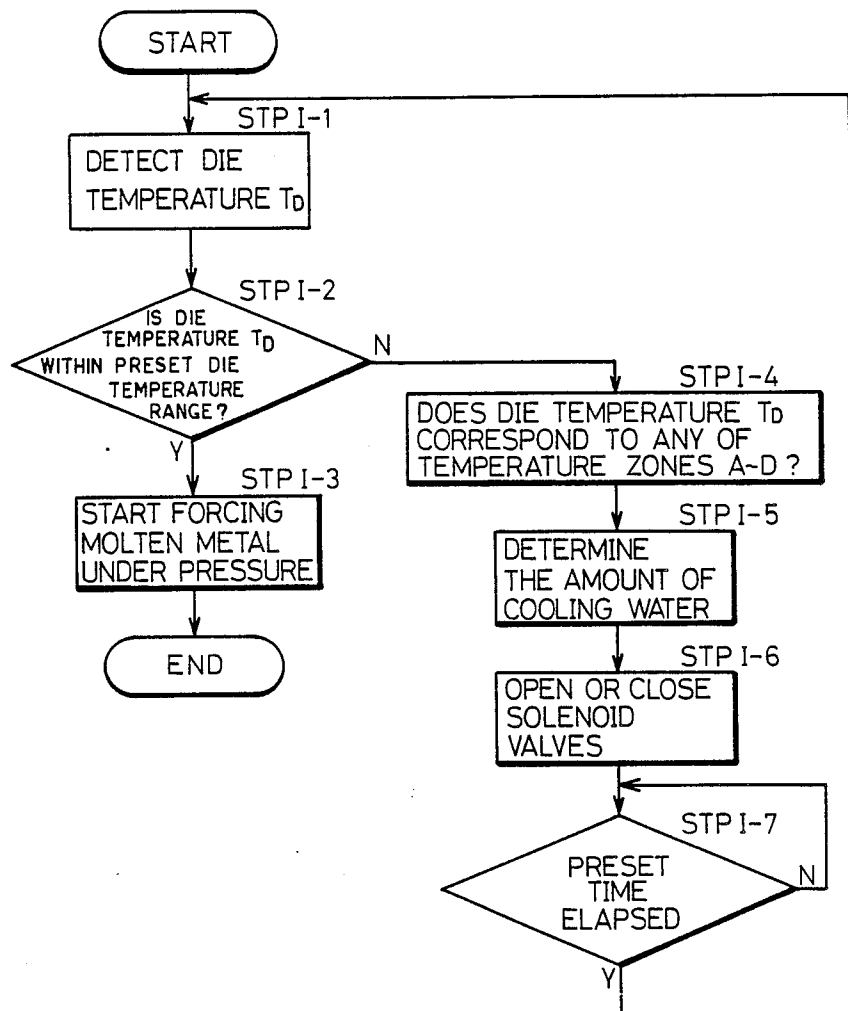 START
STP I-1
DETECT DIE
TEMPERATURE TD
STP I-2
IS DIE
TEMPERATURE TD
WITHIN PRESET DIE
TEMPERATURE
RANGE?
N
Y
STP I-3
START FORCING
MOLTEN METAL
UNDER PRESSURE
END
STP I-4
DOES DIE TEMPERATURE TD
CORRESPOND TO ANY OF
TEMPERATURE ZONES A~D?
STP I-5
DETERMINE
THE AMOUNT OF
COOLING WATER
STP I-6
OPEN OR CLOSE
SOLENOID
VALVES
STP I-7
PRESET
TIME
ELAPSED
N
Y